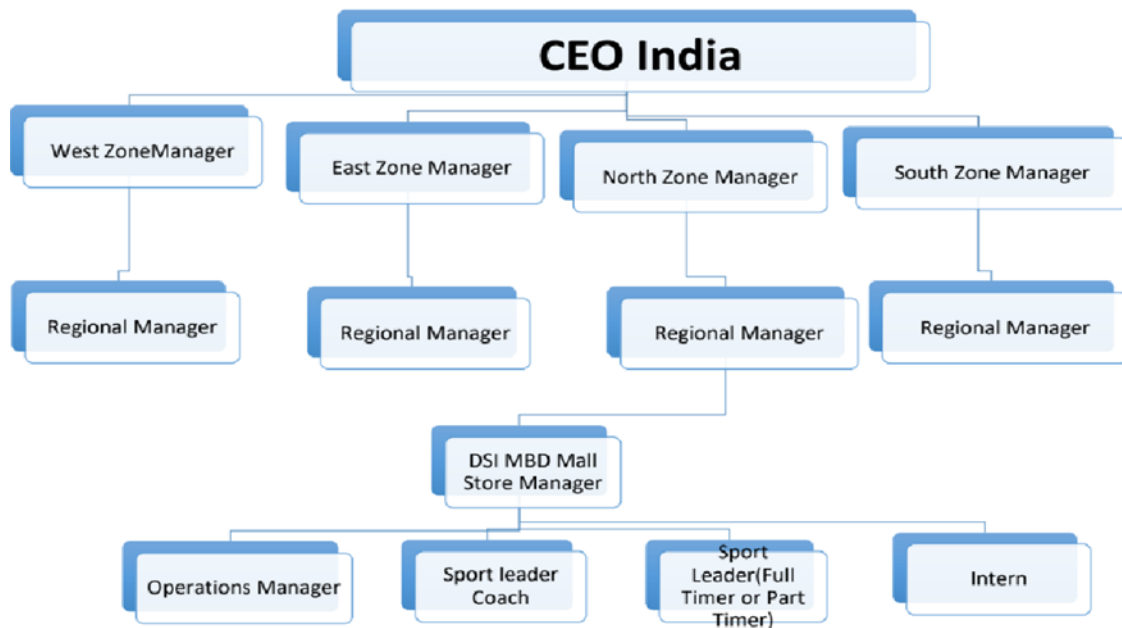 CEO India
West ZoneManager
East Zone Manager
North Zone Manager
South Zone Manager
Regional Manager
Regional Manager
Regional Manager
Regional Manager
DSI MBD Mall
Store Manager
Operations Manager
Sport leader
Coach
Sport
Leader(Full
Timer or Part
Timer)
Intern